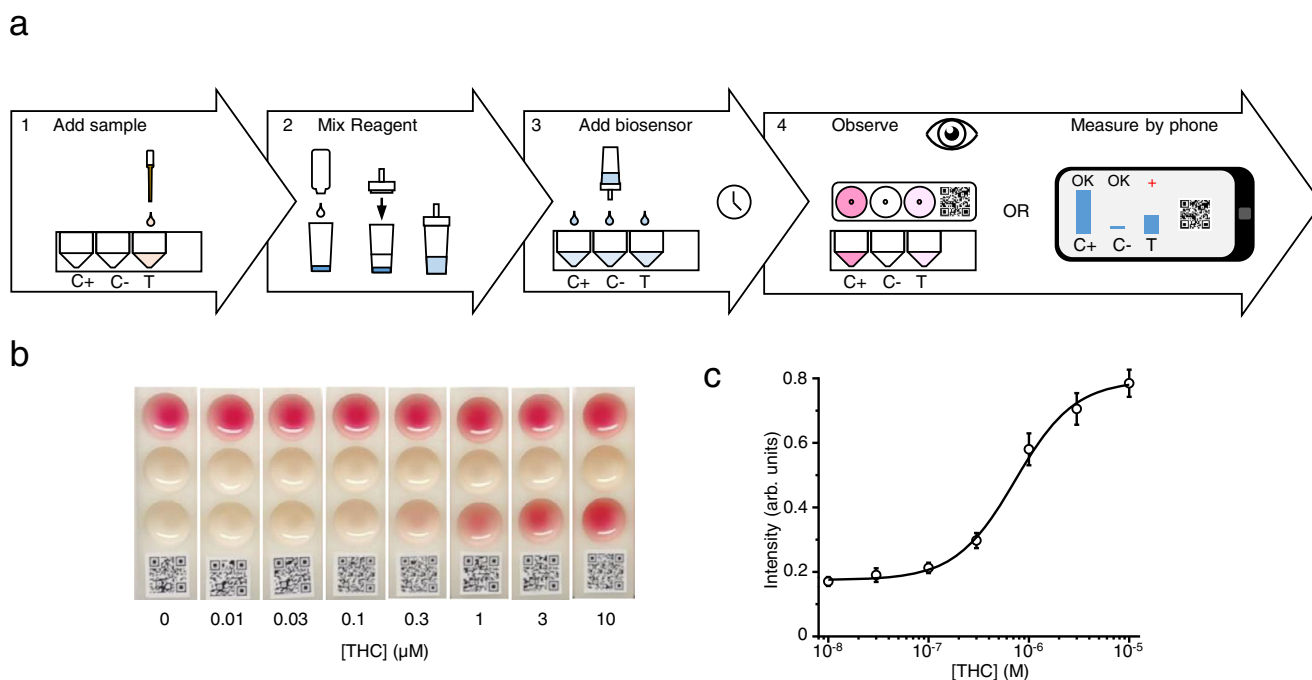 a
1 Add sample
C+ C- T
2 Mix Reagent
3 Add biosensor
C+ C- T
4 Observe
C+ C- T
OR
Measure by phone
OK OK +
C+ C- T
b
0 0.01 0.03 0.1 0.3 1 3 10
[THC] (µM)
c
Intensity (arb. units)
0.8
0.6
0.4
0.2
0
10⁻⁸ 10⁻⁷ 10⁻⁶ 10⁻⁵
[THC] (M)